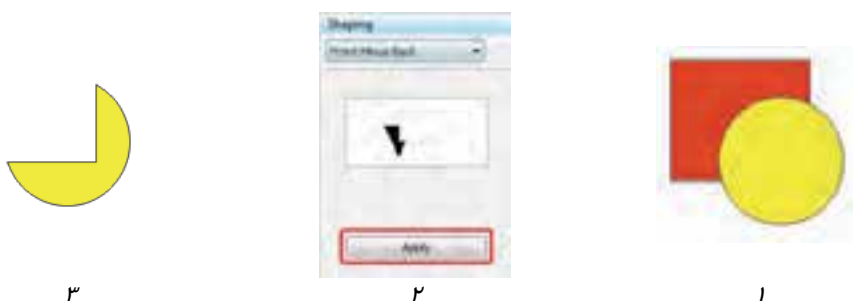 Shaping
Front Minus Back
Apply
۳ ۲ ۱